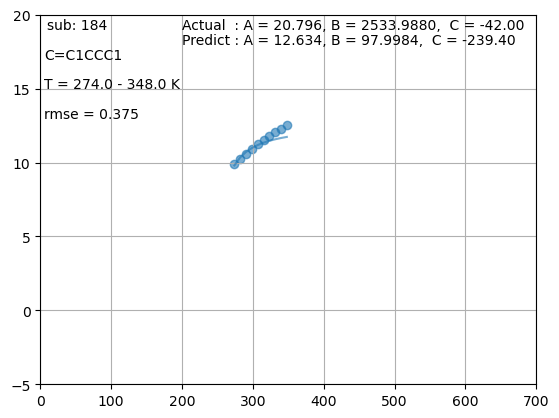 sub: 184
Actual  : A = 20.796, B = 2533.9880,  C = -42.00
Predict : A = 12.634, B = 97.9984,  C = -239.40
C=C1CCC1
T = 274.0 - 348.0 K
rmse = 0.375
20
15
10
5
0
−5
0 100 200 300 400 500 600 700